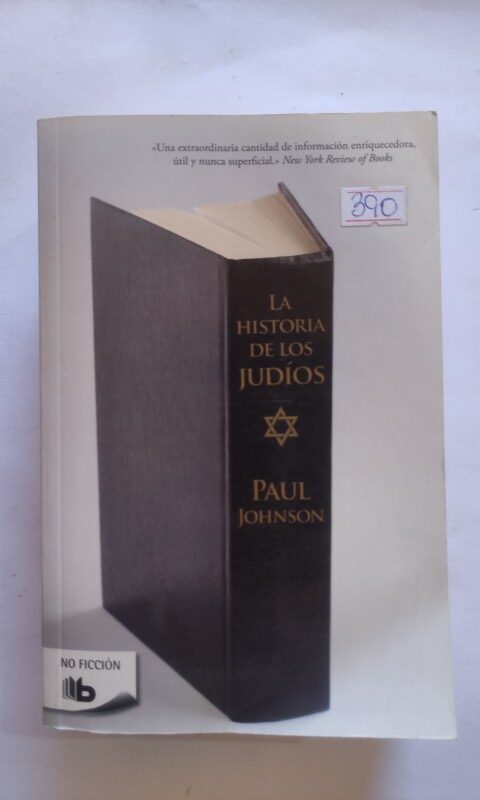 «Una extraordinaria cantidad de información enriquecedora,
útil y nunca superficial.» New York Review of Books
390
LA
HISTORIA
DE LOS
JUDÍOS
PAUL
JOHNSON
NO FICCIÓN
b